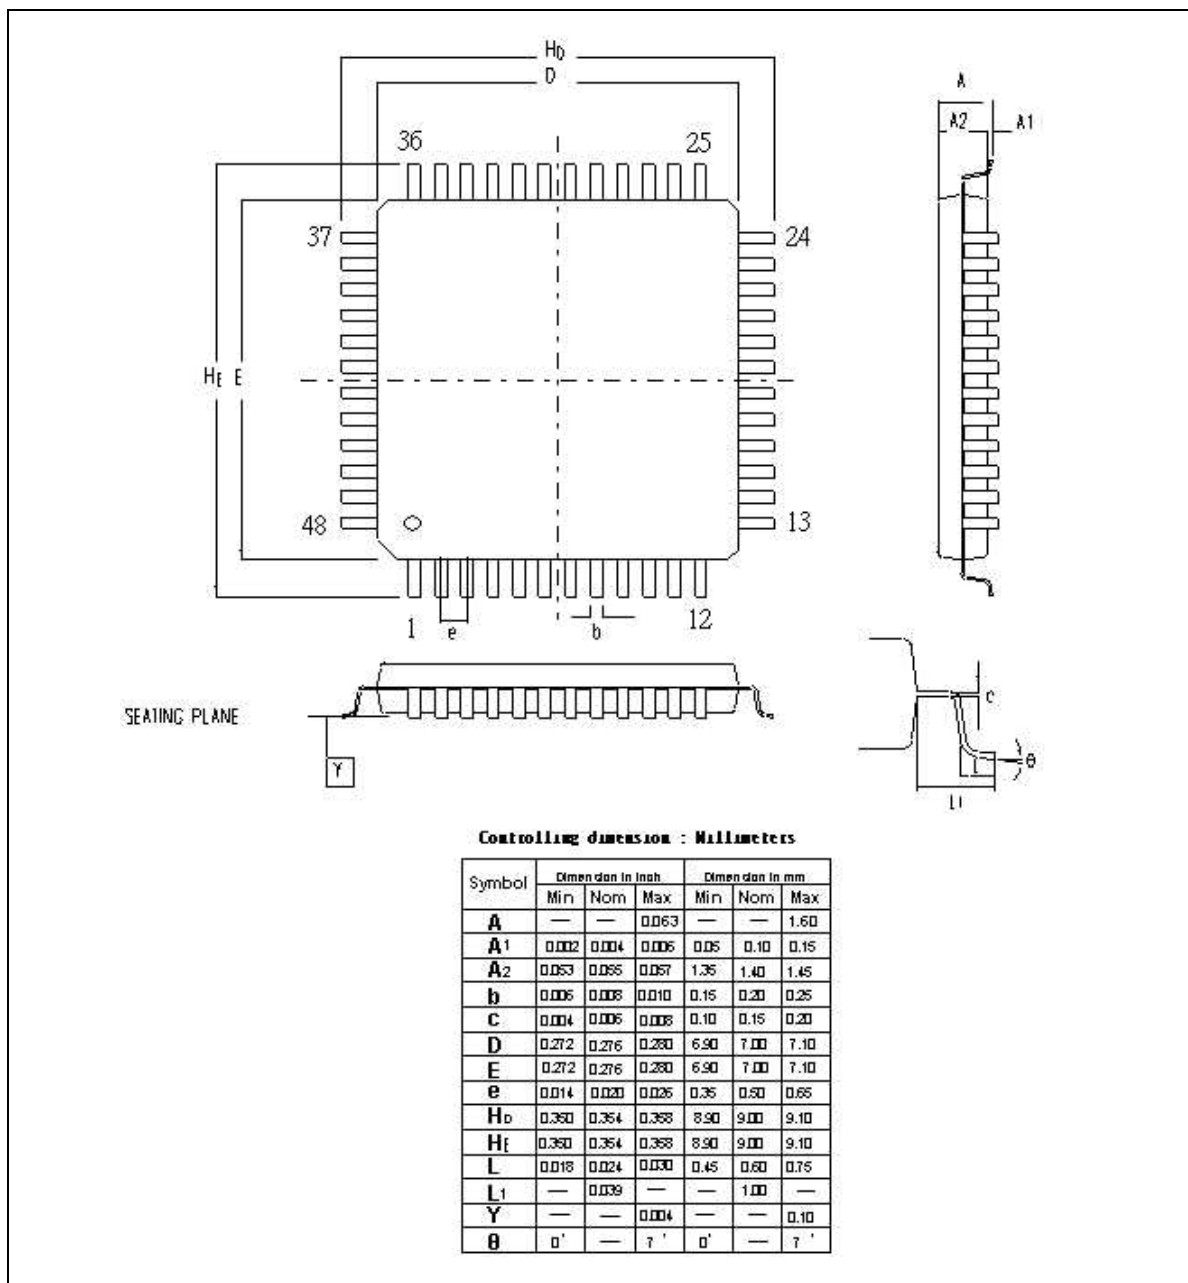 HD
D
A
A2 A1
36 25
37 24
HE E
48 13
1 e b 12
SEATING PLANE
Y
c
L θ
L1
Controlling dimension : Millimeters
Symbol Dimension in inch Dimension in mm
Min Nom Max Min Nom Max
A — — 0.063 — — 1.60
A1 0.002 0.004 0.006 0.05 0.10 0.15
A2 0.053 0.055 0.057 1.35 1.40 1.45
b 0.006 0.008 0.010 0.15 0.20 0.25
c 0.004 0.006 0.008 0.10 0.15 0.20
D 0.272 0.276 0.280 6.90 7.00 7.10
E 0.272 0.276 0.280 6.90 7.00 7.10
e 0.014 0.020 0.026 0.35 0.50 0.65
HD 0.350 0.354 0.358 8.90 9.00 9.10
HE 0.350 0.354 0.358 8.90 9.00 9.10
L 0.018 0.024 0.030 0.45 0.60 0.75
L1 — 0.039 — — 1.00 —
Y — — 0.004 — — 0.10
θ 0° — 7° 0° — 7°